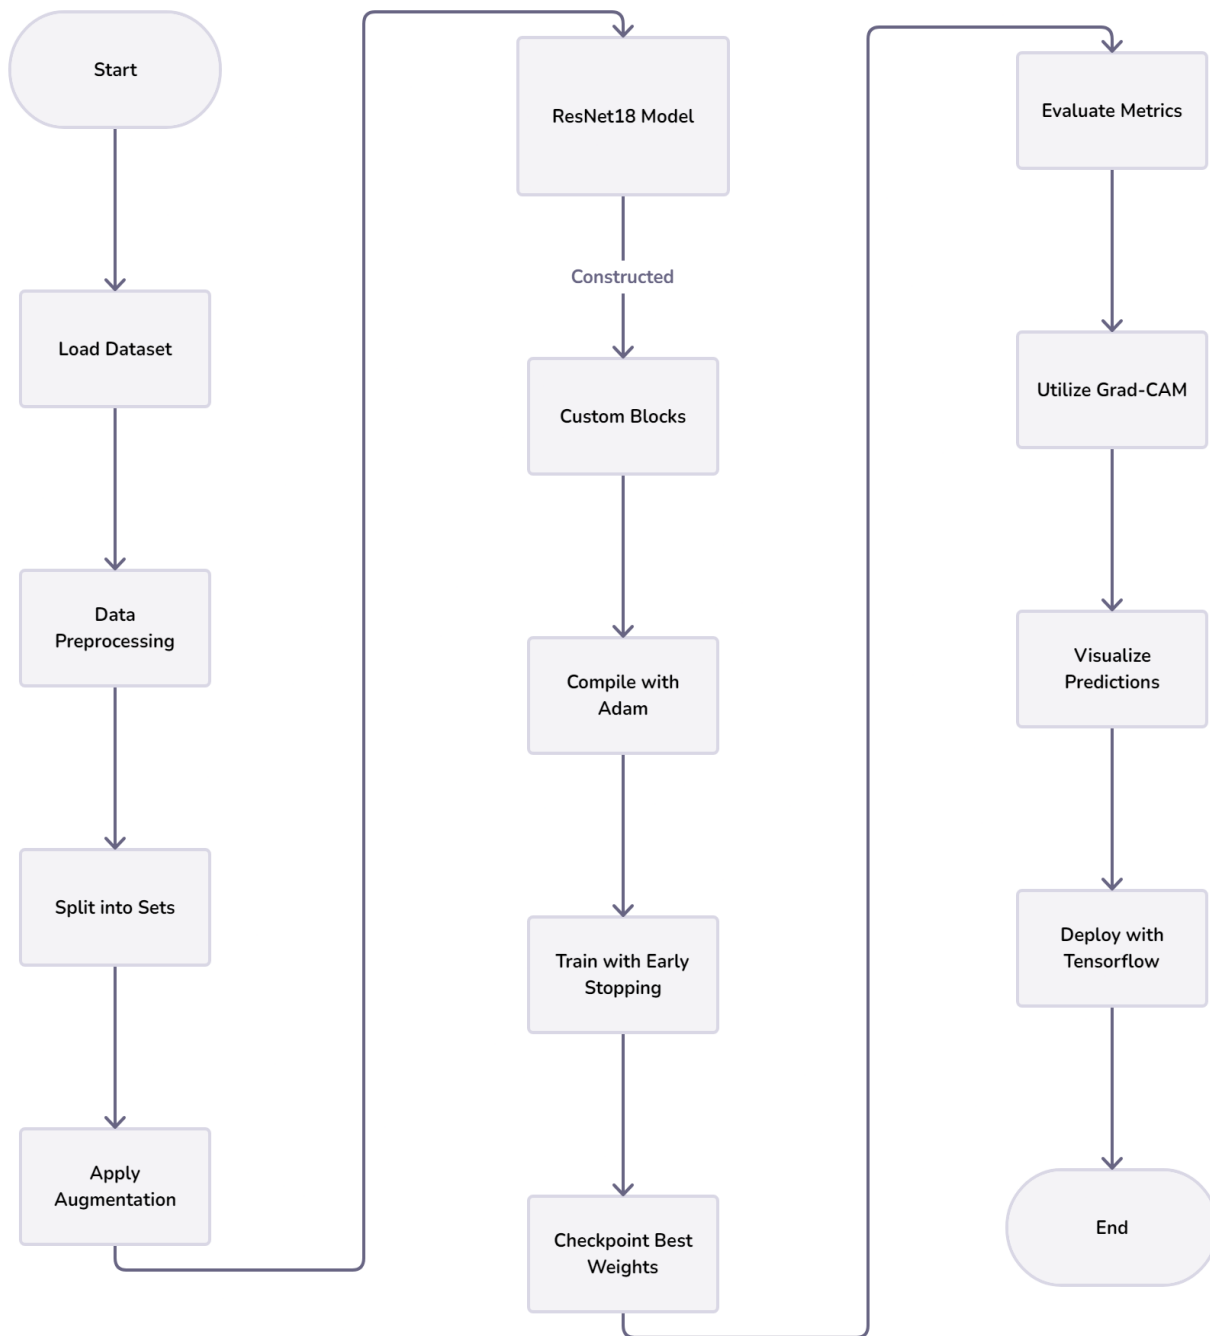 Start
Load Dataset
Data
Preprocessing
Split into Sets
Apply
Augmentation
ResNet18 Model
Constructed
Custom Blocks
Compile with
Adam
Train with Early
Stopping
Checkpoint Best
Weights
Evaluate Metrics
Utilize Grad-CAM
Visualize
Predictions
Deploy with
Tensorflow
End